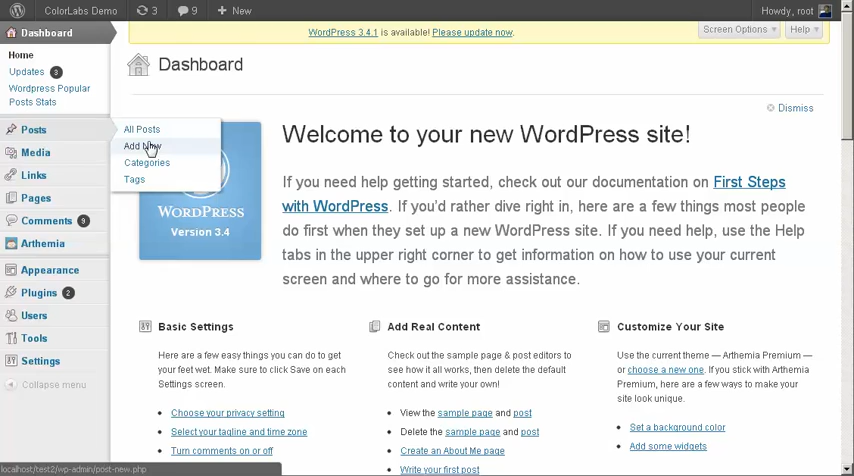 ColorLabs Demo 3 9 + New Howdy, root
Dashboard
Home
Updates 3
Wordpress Popular
Posts Stats
Posts
Media
Links
Pages
Comments 9
Arthemia
Appearance
Plugins 2
Users
Tools
Settings
Collapse menu
All Posts
Add New
Categories
Tags
WordPress 3.4.1 is available! Please update now.
Screen Options
Help
Dashboard
Dismiss
WORDPRESS
Version 3.4
Welcome to your new WordPress site!
If you need help getting started, check out our documentation on First Steps
with WordPress. If you'd rather dive right in, here are a few things most people
do first when they set up a new WordPress site. If you need help, use the Help
tabs in the upper right corner to get information on how to use your current
screen and where to go for more assistance.
Basic Settings
Here are a few easy things you can do to get
your feet wet. Make sure to click Save on each
Settings screen.
• Choose your privacy setting
• Select your tagline and time zone
• Turn comments on or off
Add Real Content
Check out the sample page & post editors to
see how it all works, then delete the default
content and write your own!
• View the sample page and post
• Delete the sample page and post
• Create an About Me page
• Write your first post
Customize Your Site
Use the current theme — Arthemia Premium —
or choose a new one. If you stick with Arthemia
Premium, here are a few ways to make your
site look unique.
• Set a background color
• Add some widgets
localhost/test2/wp-admin/post-new.php